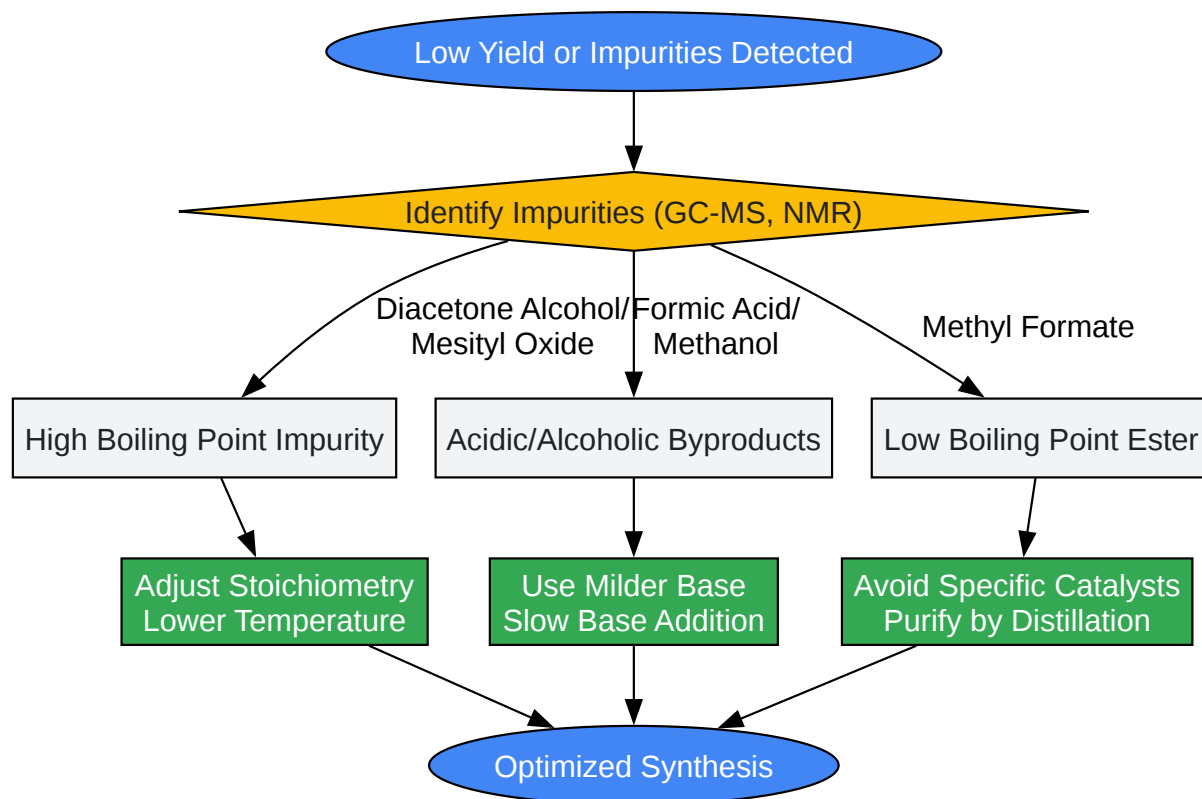 Low Yield or Impurities Detected
Identify Impurities (GC-MS, NMR)
Diacetone Alcohol/
Mesityl Oxide
Formic Acid/
Methanol
Methyl Formate
High Boiling Point Impurity
Acidic/Alcoholic Byproducts
Low Boiling Point Ester
Adjust Stoichiometry
Lower Temperature
Use Milder Base
Slow Base Addition
Avoid Specific Catalysts
Purify by Distillation
Optimized Synthesis